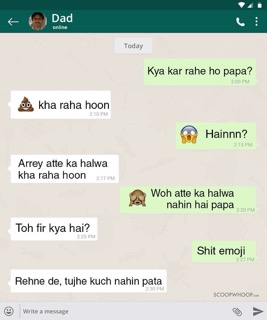 Dad
online
Today
Kya kar rahe ho papa?
2:09 PM
💩 kha raha hoon
2:10 PM
😱 Hainnn?
2:15 PM
Arrey atte ka halwa
kha raha hoon
2:17 PM
🙈 Woh atte ka halwa
nahin hai papa
2:20 PM
Toh fir kya hai?
2:25 PM
Shit emoji
2:27 PM
Rehne de, tujhe kuch nahin pata
2:30 PM
SCOOPWHOOP.COM
Write a message